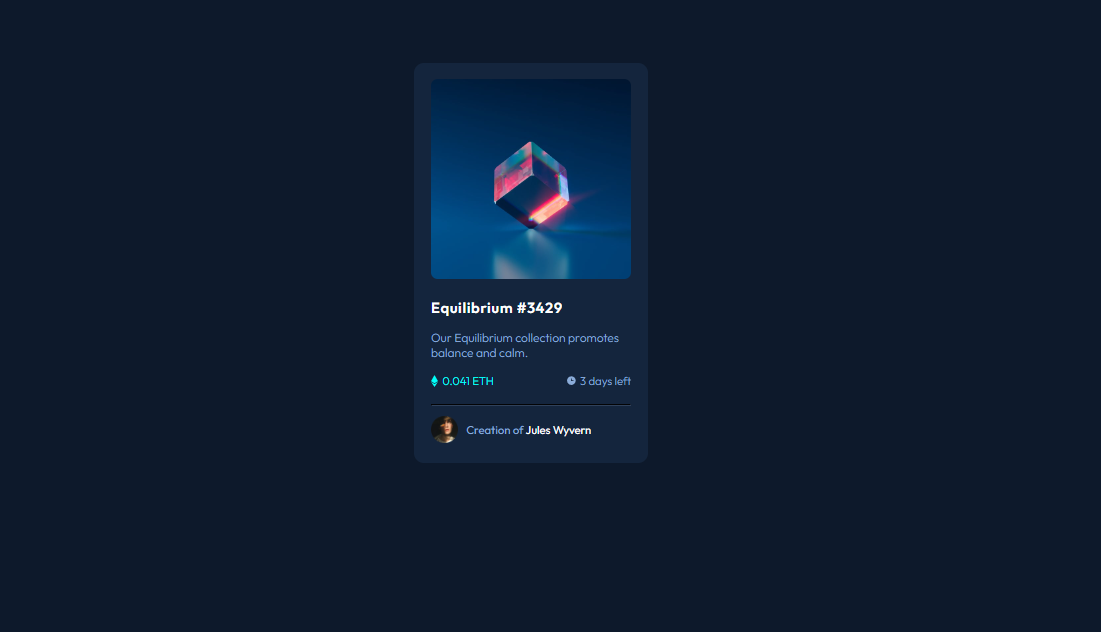 Equilibrium #3429
Our Equilibrium collection promotes
balance and calm.
0.041 ETH 3 days left
Creation of Jules Wyvern